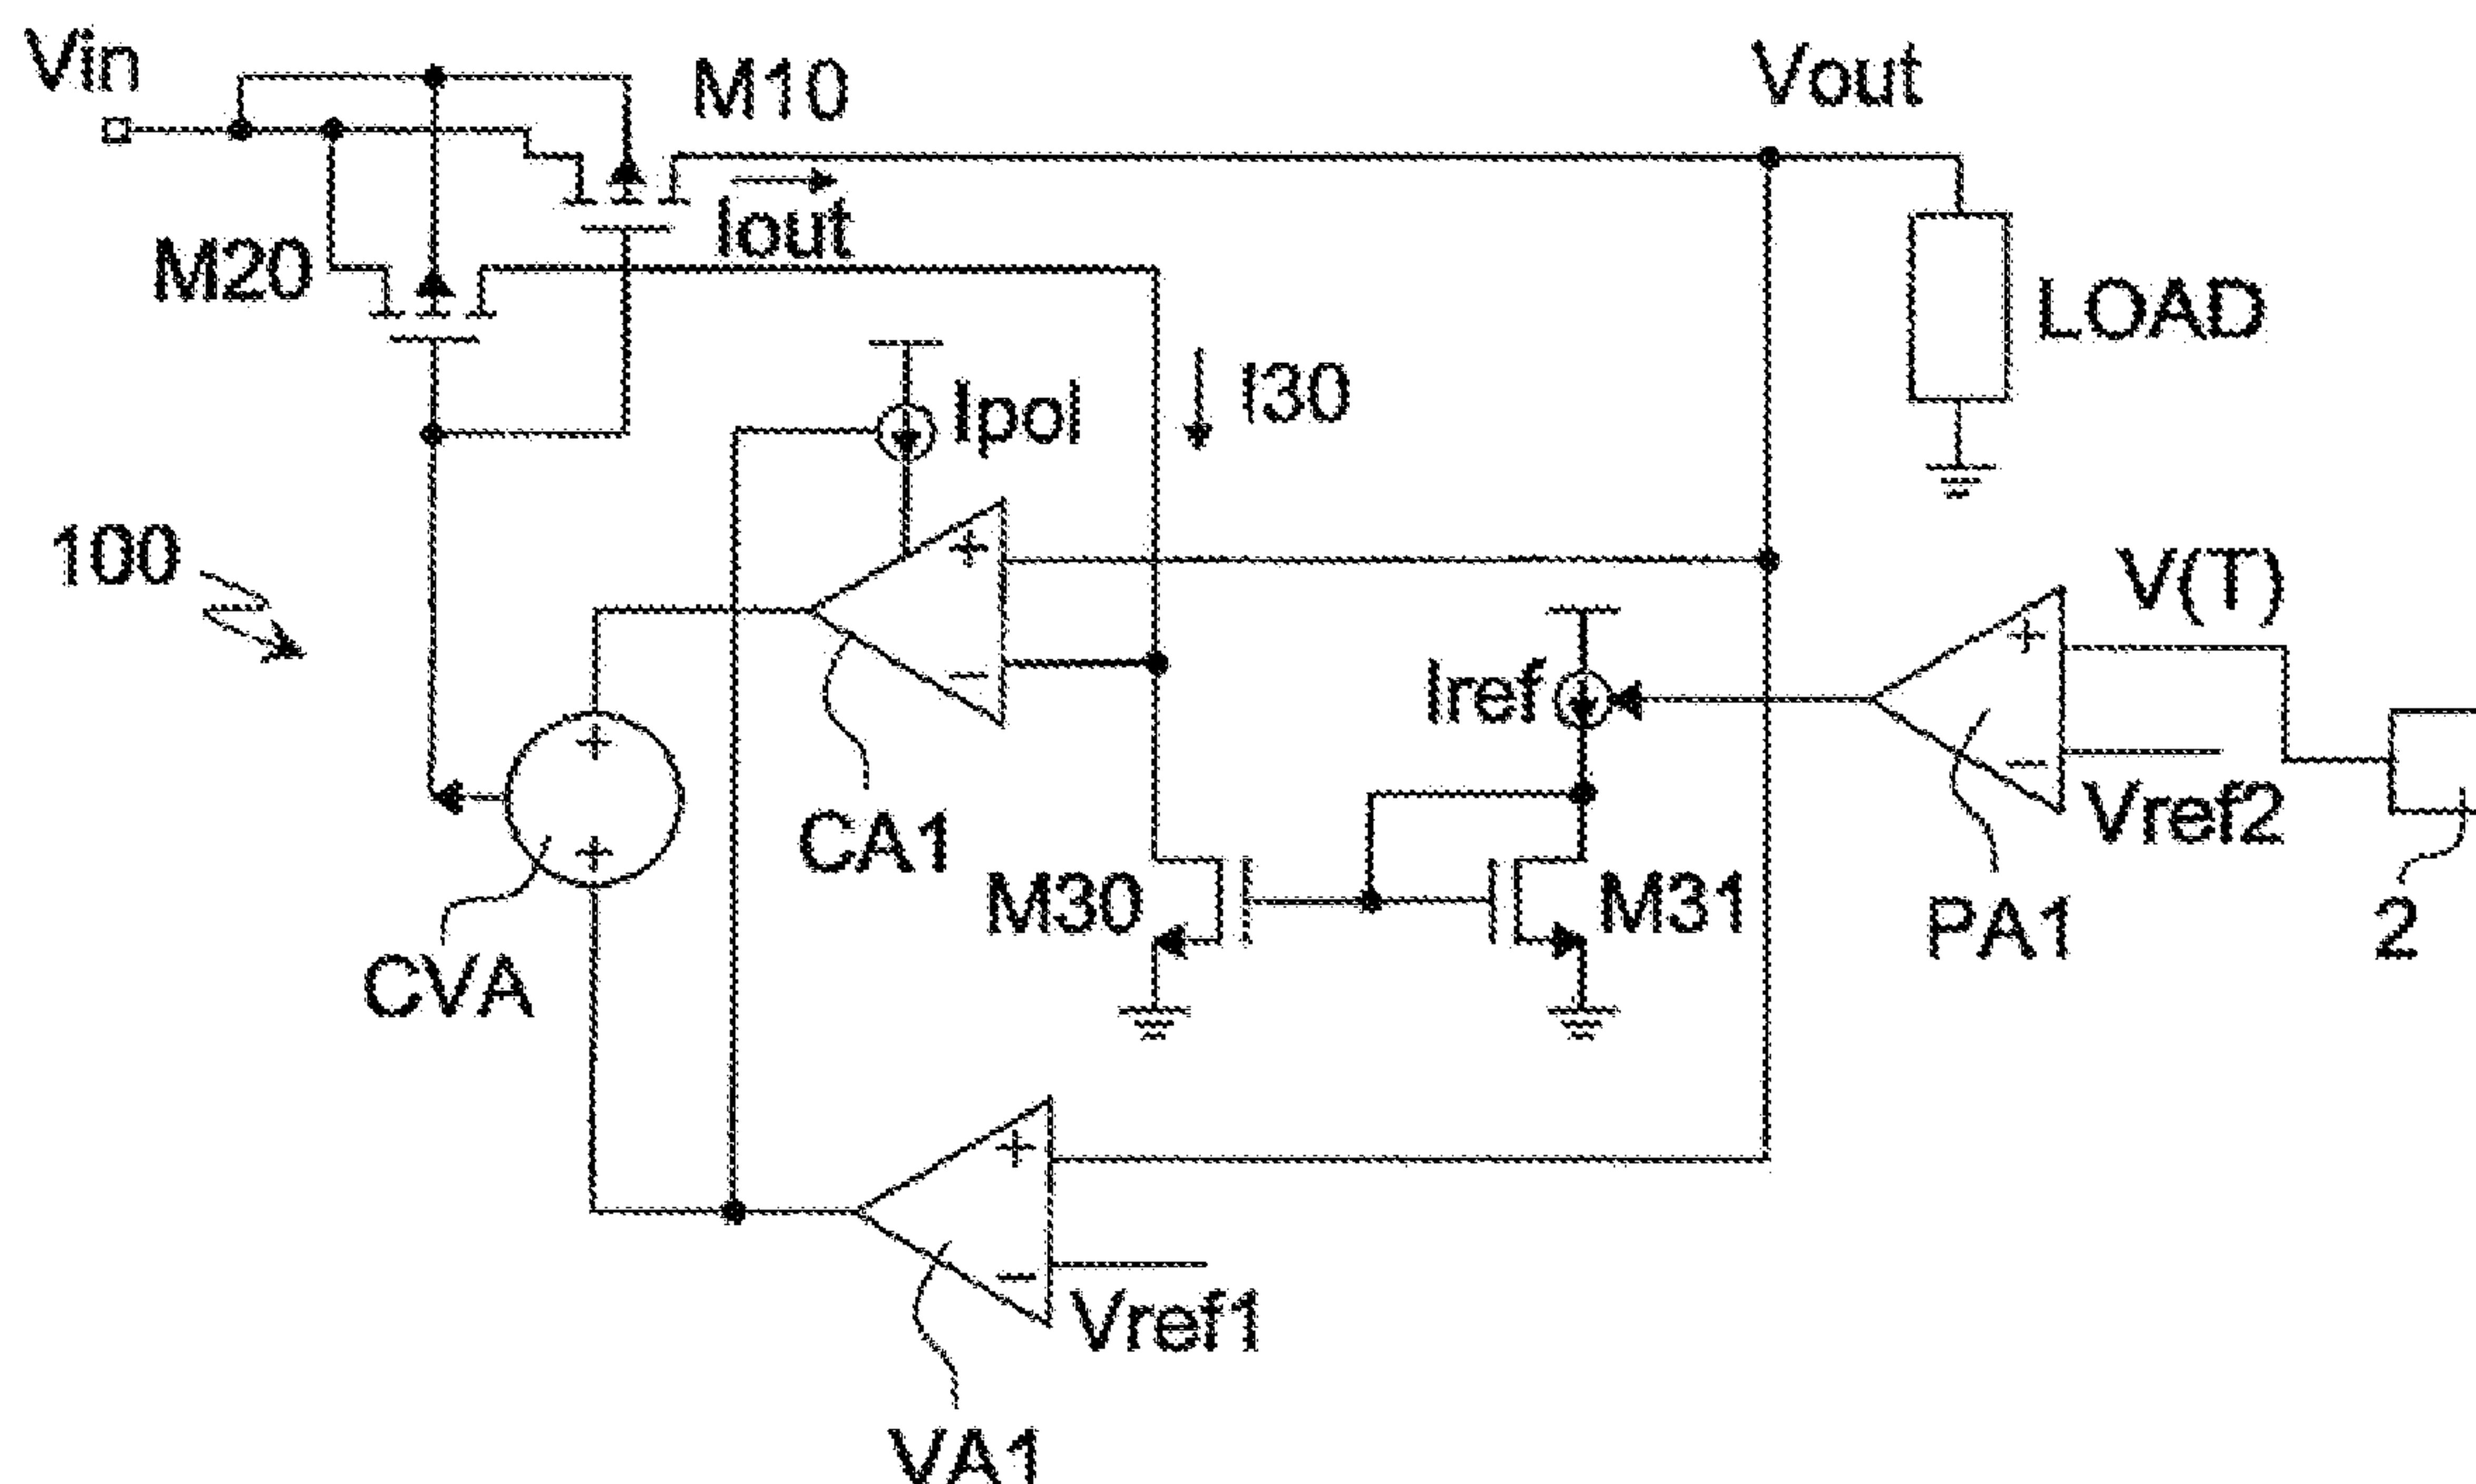 Vin
M10
Vout
Iout
M20
LOAD
Ipol
I30
100
V(T)
+
+
Iref
-
-
Vref2
+
CA1
+
M30
M31
PA1
2
CVA
+
-
Vref1
VA1